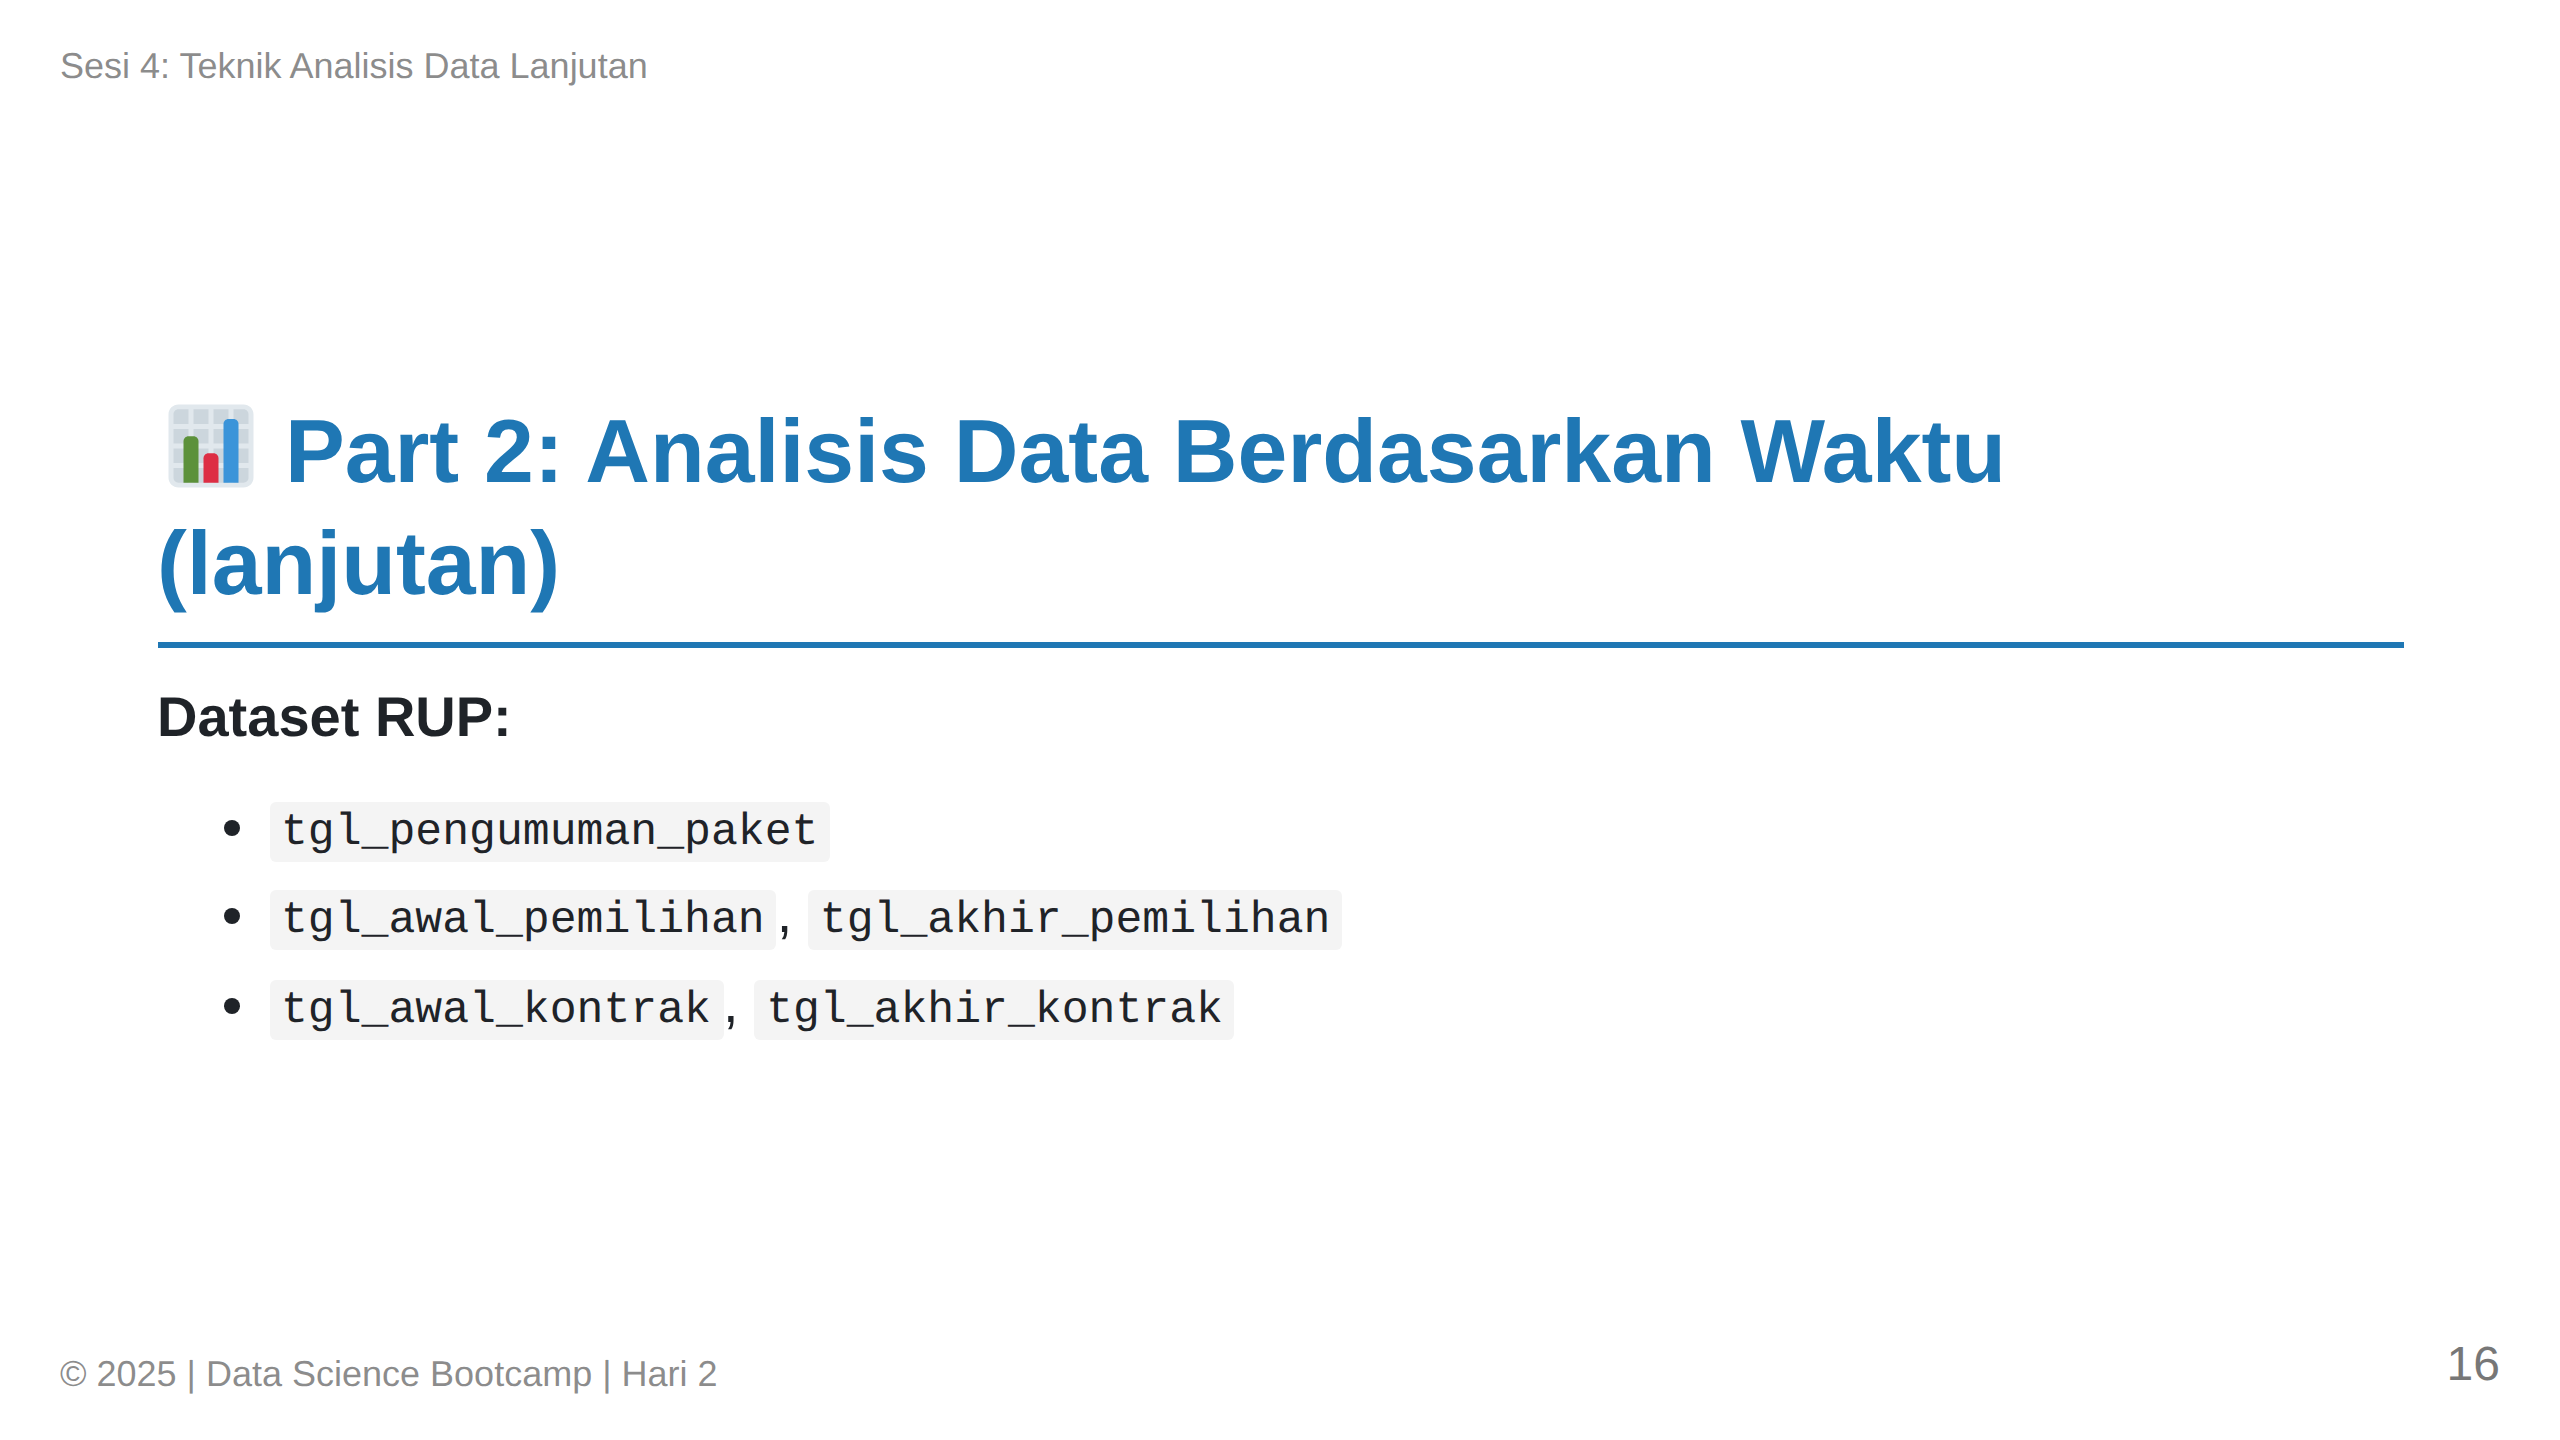 Sesi 4: Teknik Analisis Data Lanjutan
Part 2: Analisis Data Berdasarkan Waktu
(lanjutan)
Dataset RUP:
• tgl_pengumuman_paket
• tgl_awal_pemilihan, tgl_akhir_pemilihan
• tgl_awal_kontrak, tgl_akhir_kontrak
© 2025 | Data Science Bootcamp | Hari 2
16